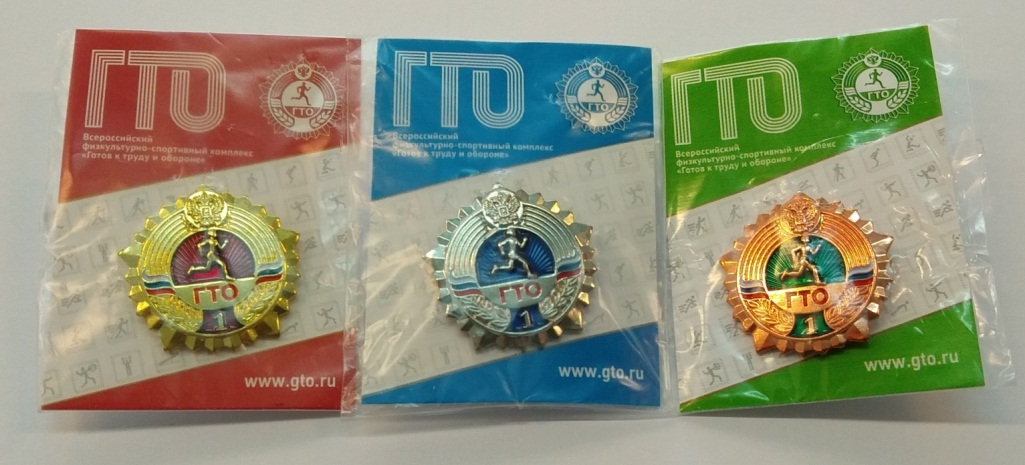 ГТО
ГТО
Всероссийский
физкультурно-спортивный комплекс
«Готов к труду и обороне»
ГТО
1
www.gto.ru
ГТО
ГТО
Всероссийский
физкультурно-спортивный комплекс
«Готов к труду и обороне»
ГТО
1
www.gto.ru
ГТО
ГТО
Всероссийский
физкультурно-спортивный комплекс
«Готов к труду и обороне»
ГТО
1
www.gto.ru